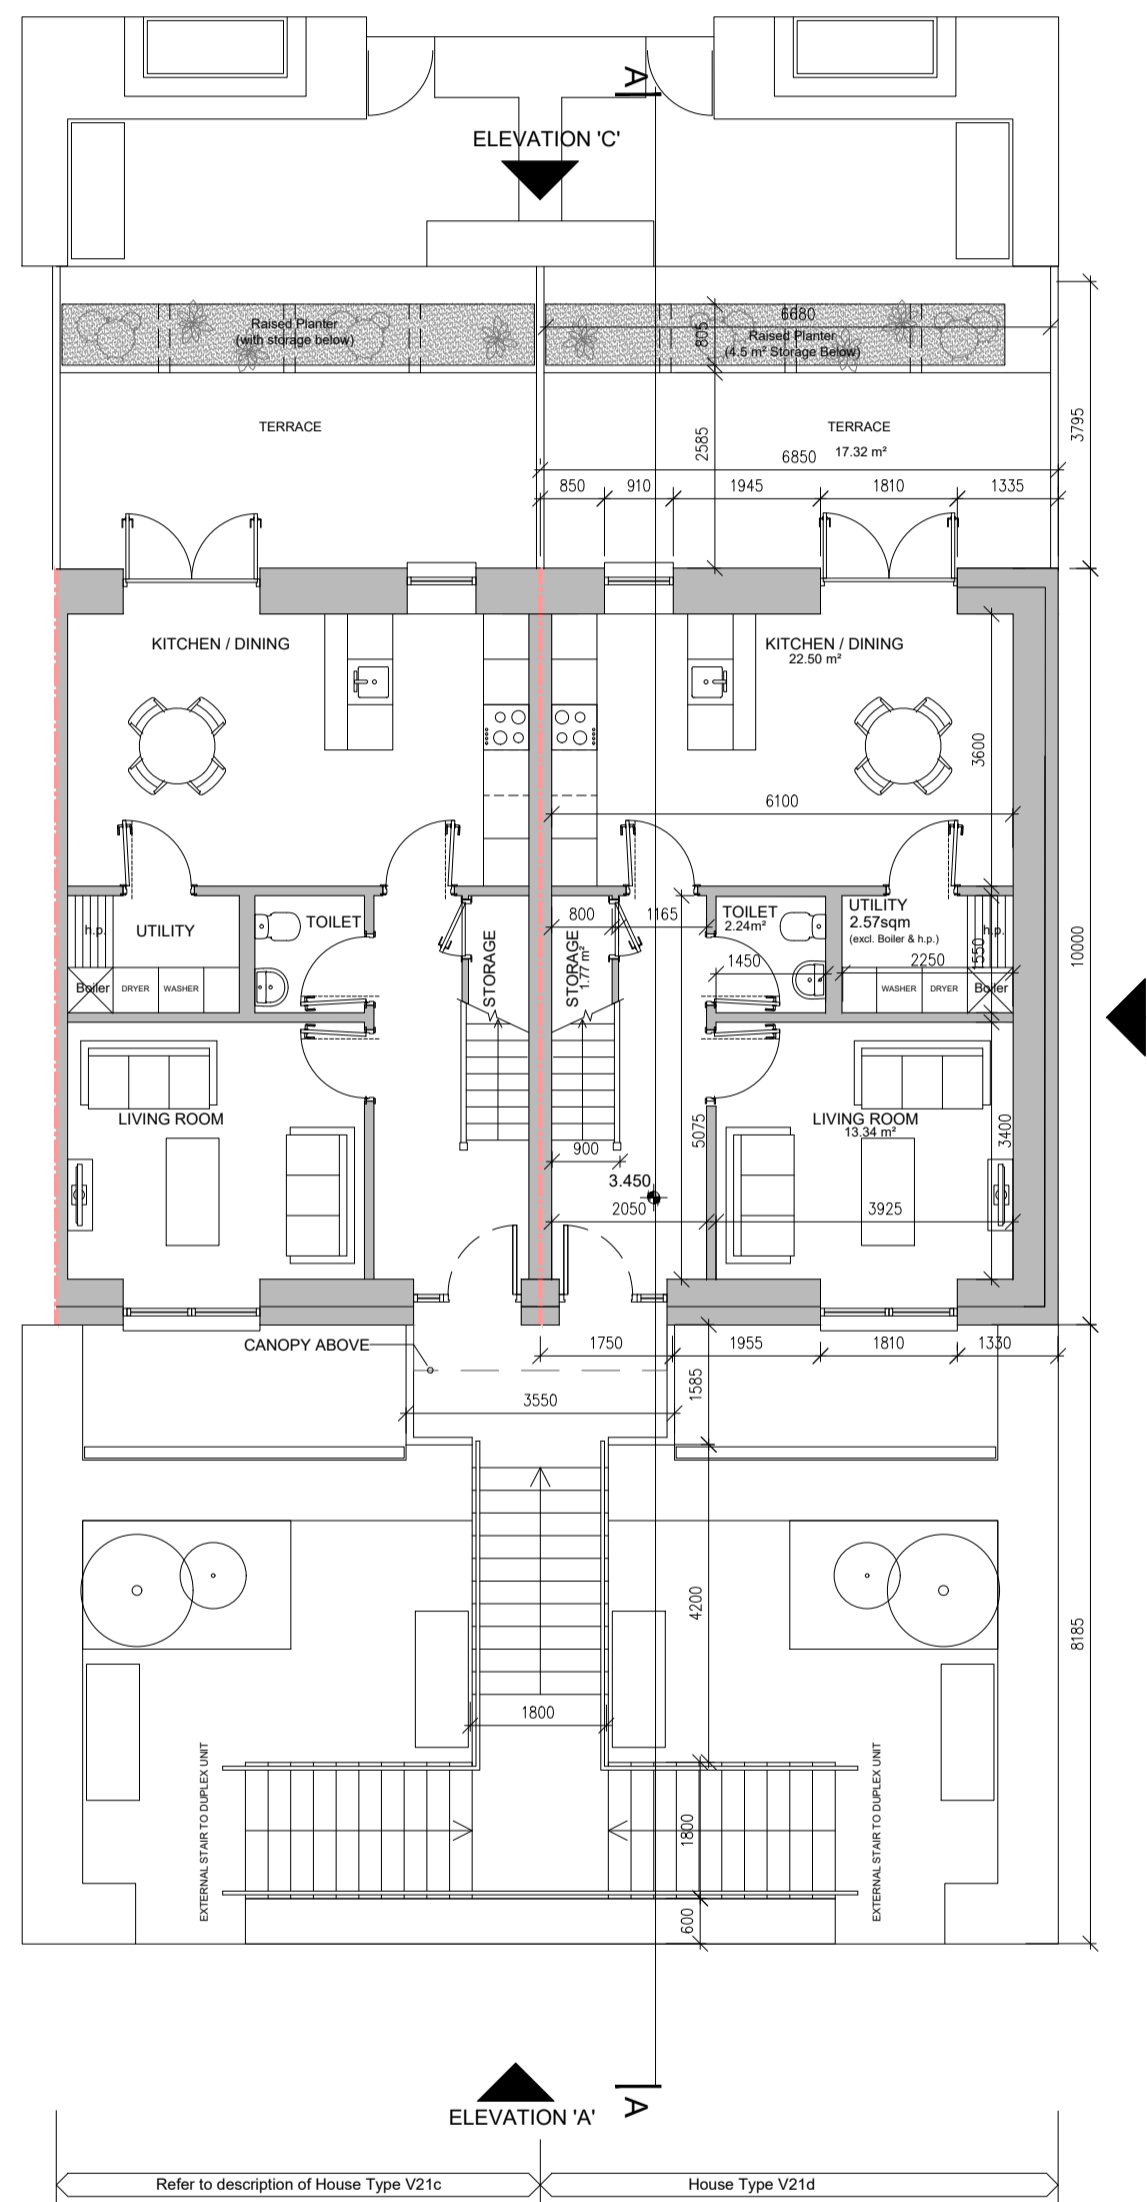 A
ELEVATION 'C'
6680
805
Raised Planter
(with storage below)
Raised Planter
(4.5 m² Storage Below)
TERRACE
TERRACE
17.32 m²
2585
3795
6850
850
910
1945
1810
1335
KITCHEN / DINING
KITCHEN / DINING
22.50 m²
3600
6100
10000
h.p.
UTILITY
TOILET
STORAGE
800
1165
STORAGE
1.77 m²
TOILET
2.24m²
UTILITY
2.57sqm
(excl. Boiler & h.p.)
h.p.
1550
1450
2250
Boiler
DRYER
WASHER
WASHER
DRYER
Boiler
LIVING ROOM
LIVING ROOM
13.34 m²
5075
3400
900
3.450
2050
3925
CANOPY ABOVE
1750
1955
1810
1330
1585
3550
4200
8185
1800
EXTERNAL STAIR TO DUPLEX UNIT
EXTERNAL STAIR TO DUPLEX UNIT
1800
600
A
ELEVATION 'A'
Refer to description of House Type V21c
House Type V21d